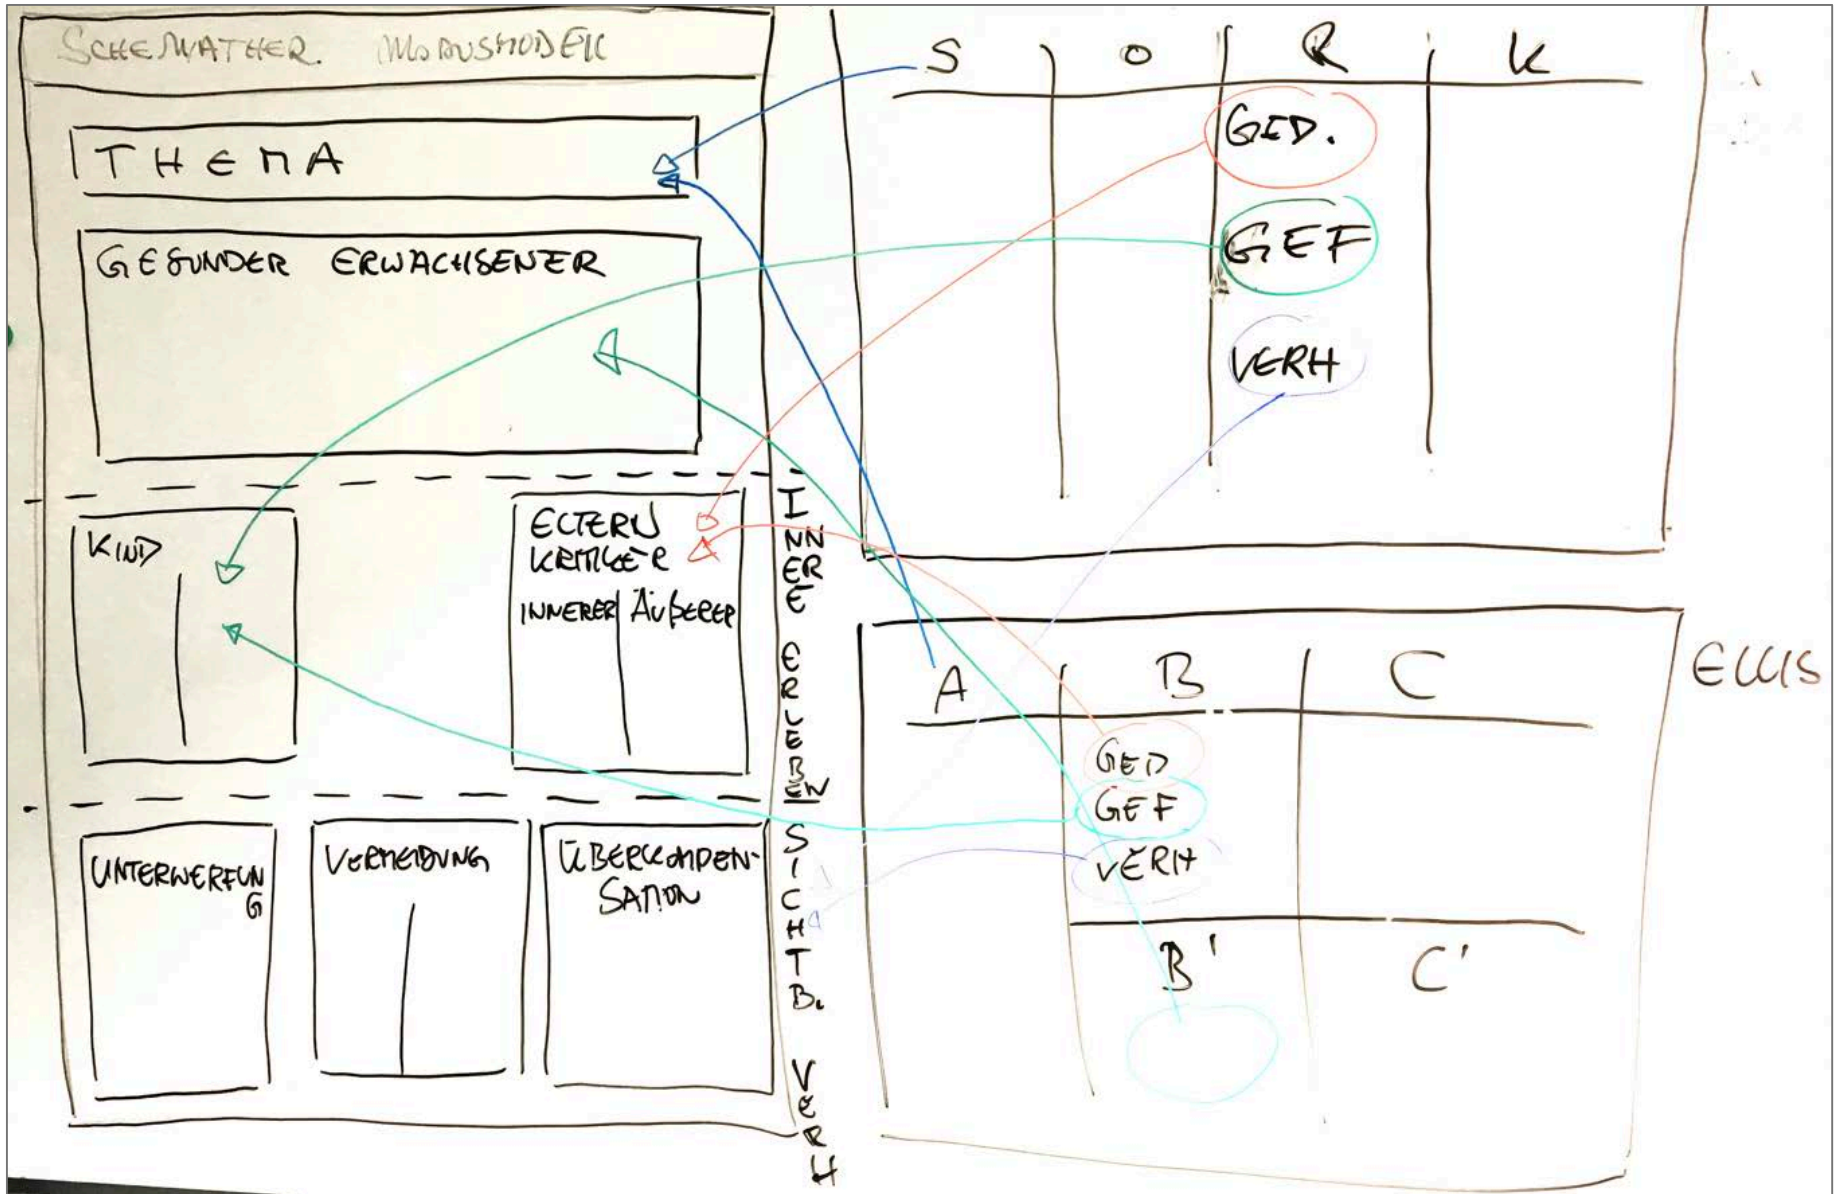 SCHEMATHER. MODUSMODELL
THEMA
GESUNDER ERWACHSENER
KIND
ELTERN
KRITIKER
INNERER ÄUßERER
INNERE ERLEBEN
UNTERWERFUN
G
VERMEIDUNG
ÜBERKOMPEN-
SATION
SICHTB. VERH
S O R K
GED.
GEF
VERH
ELLIS
A B C
GED
GEF
VERH
B' C'